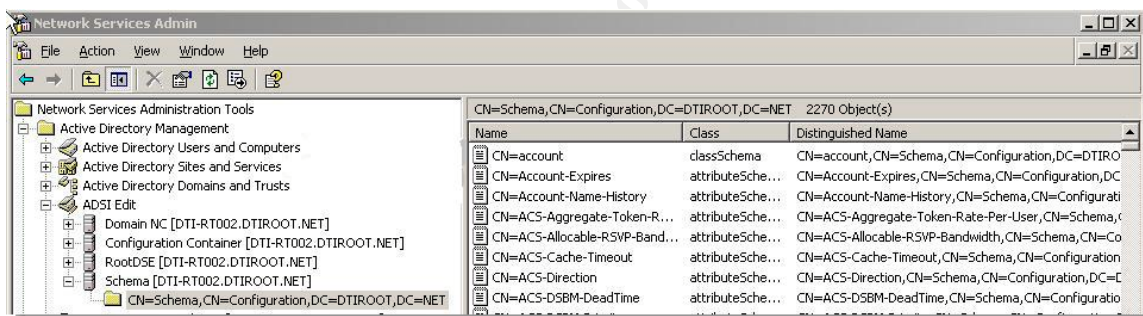 Network Services Admin
File Action View Window Help
Network Services Administration Tools
Active Directory Management
Active Directory Users and Computers
Active Directory Sites and Services
Active Directory Domains and Trusts
ADSI Edit
Domain NC [DTI-RT002.DTIROOT.NET]
Configuration Container [DTI-RT002.DTIROOT.NET]
RootDSE [DTI-RT002.DTIROOT.NET]
Schema [DTI-RT002.DTIROOT.NET]
CN=Schema,CN=Configuration,DC=DTIROOT,DC=NET
CN=Schema,CN=Configuration,DC=DTIROOT,DC=NET 2270 Object(s)
Name Class Distinguished Name
CN=account classSchema CN=account,CN=Schema,CN=Configuration,DC=DTIRO
CN=Account-Expires attributeSche... CN=Account-Expires,CN=Schema,CN=Configuration,DC
CN=Account-Name-History attributeSche... CN=Account-Name-History,CN=Schema,CN=Configurati
CN=ACS-Aggregate-Token-R... attributeSche... CN=ACS-Aggregate-Token-Rate-Per-User,CN=Schema,
CN=ACS-Allocable-RSVP-Band... attributeSche... CN=ACS-Allocable-RSVP-Bandwidth,CN=Schema,CN=Co
CN=ACS-Cache-Timeout attributeSche... CN=ACS-Cache-Timeout,CN=Schema,CN=Configuration
CN=ACS-Direction attributeSche... CN=ACS-Direction,CN=Schema,CN=Configuration,DC=D
CN=ACS-DSBM-DeadTime attributeSche... CN=ACS-DSBM-DeadTime,CN=Schema,CN=Configuratio